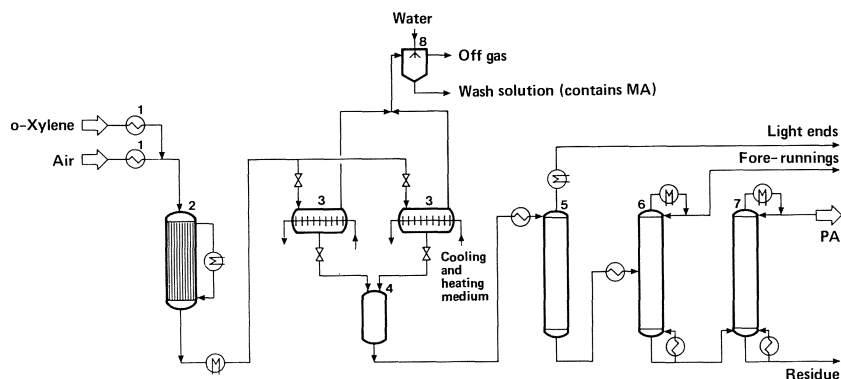 Water
8
Off gas
Wash solution (contains MA)
1
o-Xylene
1
Air
Light ends
Fore-runnings
2
3
3
5
6
7
PA
Cooling
and
heating
medium
4
Residue